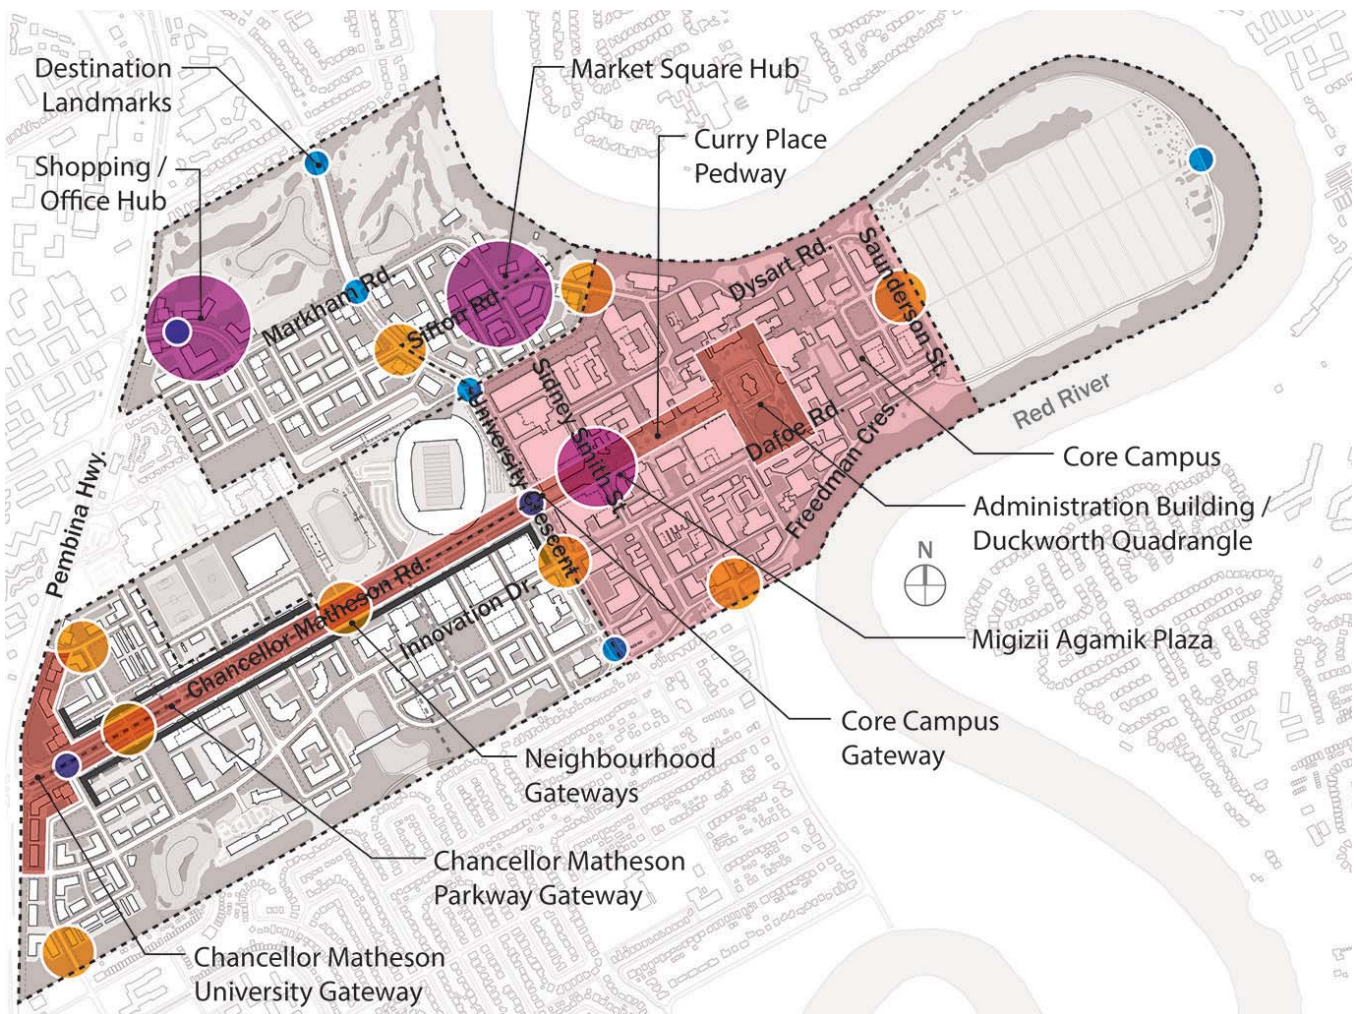 Destination
Landmarks
Market Square Hub
Shopping /
Office Hub
Curry Place
Pedway
Markham Rd.
Sifton Rd.
Dysart Rd.
Saunderson St.
Sidney Smith St.
University Crescent
Dafoe Rd.
Freedman Cres.
Red River
Pembina Hwy.
Core Campus
Administration Building /
Duckworth Quadrangle
N
Chancellor Matheson Rd.
Innovation Dr.
Migizii Agamik Plaza
Core Campus
Gateway
Neighbourhood
Gateways
Chancellor Matheson
Parkway Gateway
Chancellor Matheson
University Gateway